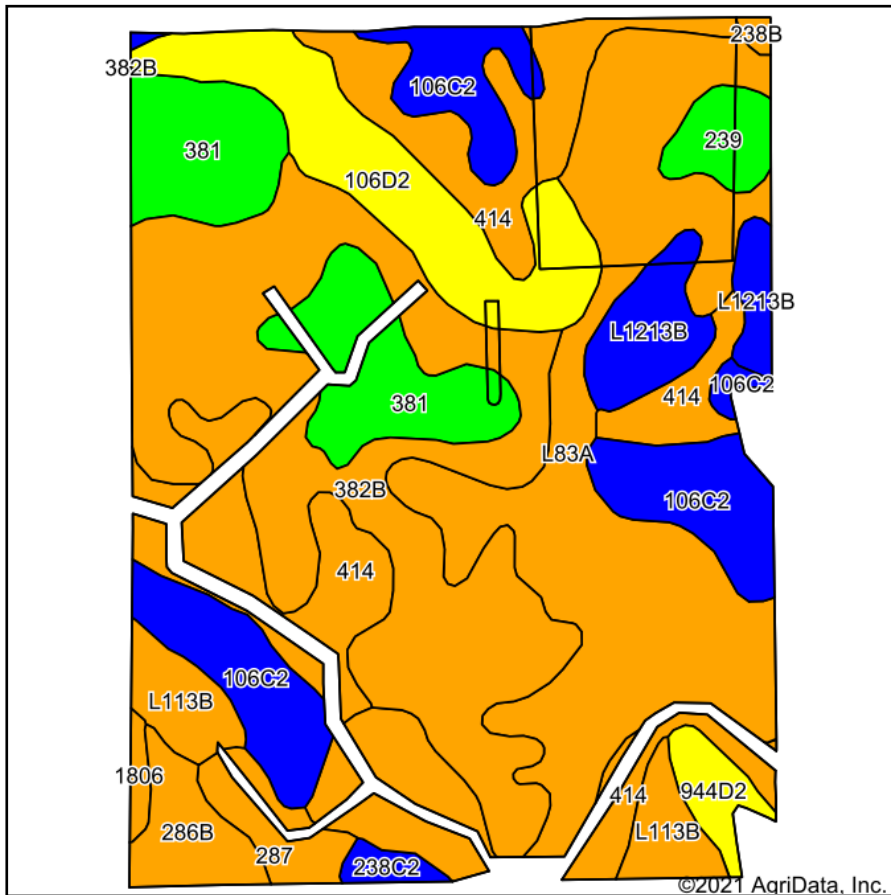 238B
382B
106C2
239
381
106D2
414
L1213B
L1213B
106C2
414
381
L83A
382B
106C2
414
106C2
L113B
1806
944D2
414
286B
L113B
287
238C2
©2021 AgriData, Inc.